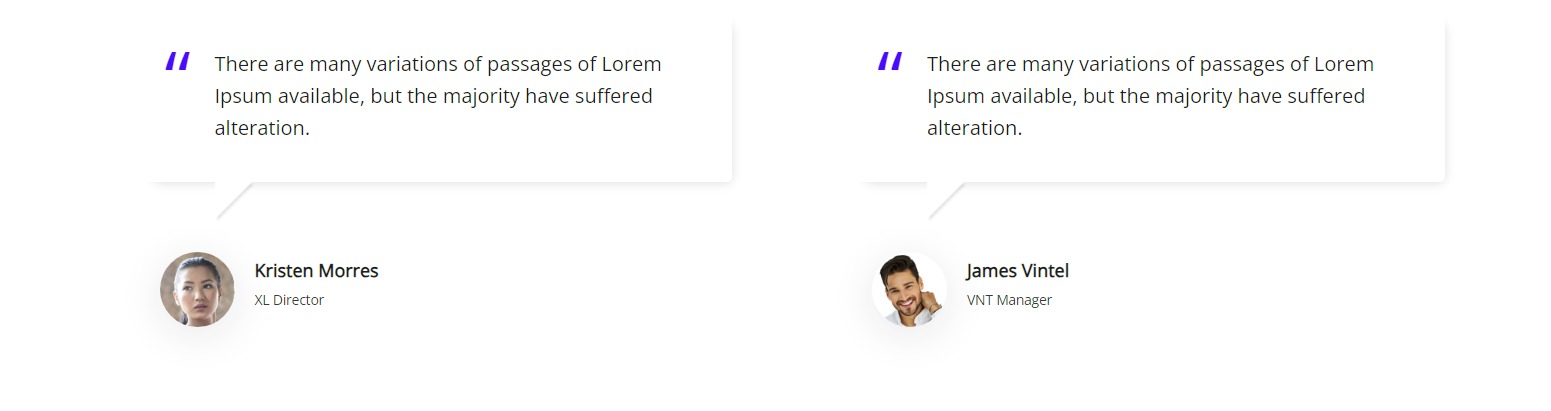 “ There are many variations of passages of Lorem
Ipsum available, but the majority have suffered
alteration.
Kristen Morres
XL Director
“ There are many variations of passages of Lorem
Ipsum available, but the majority have suffered
alteration.
James Vintel
VNT Manager